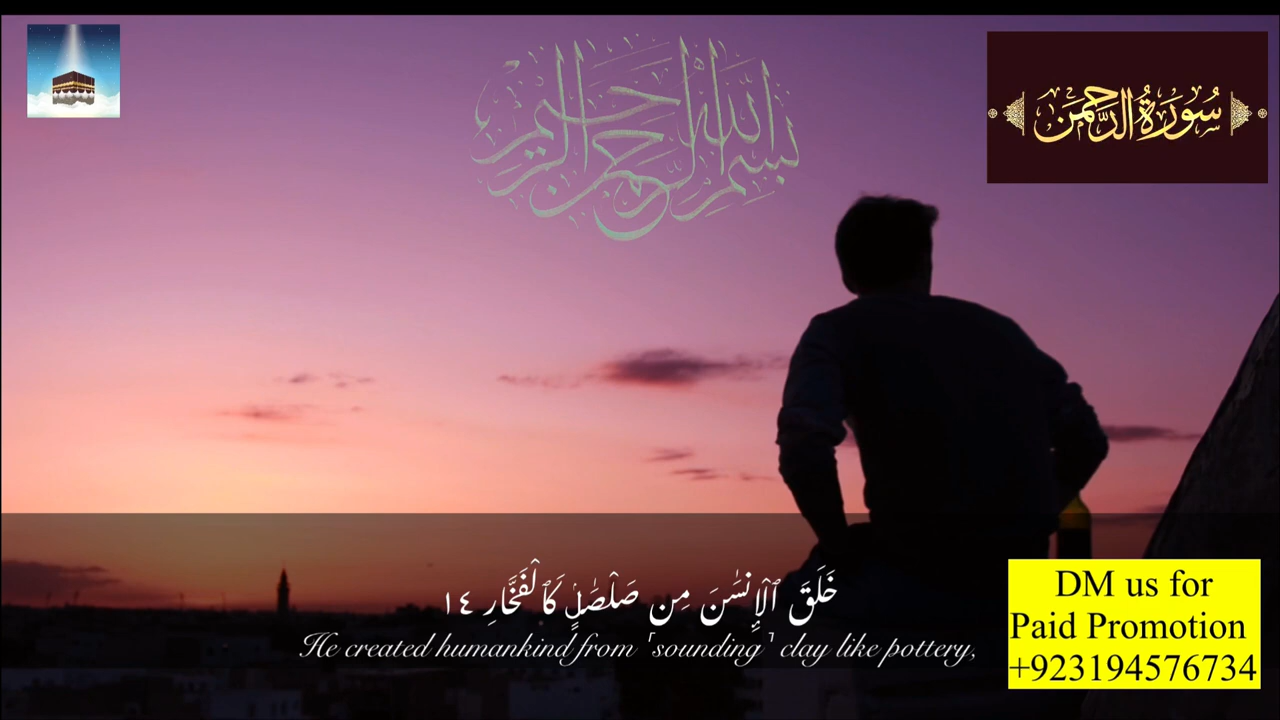 بسم الله الرحمن الرحيم
سُورَةُ الرَّحْمَن
خَلَقَ ٱلْإِنسَٰنَ مِن صَلْصَٰلٍ كَٱلْفَخَّارِ ١٤
He created humankind from ˹sounding˺ clay like pottery,
DM us for
Paid Promotion
+923194576734